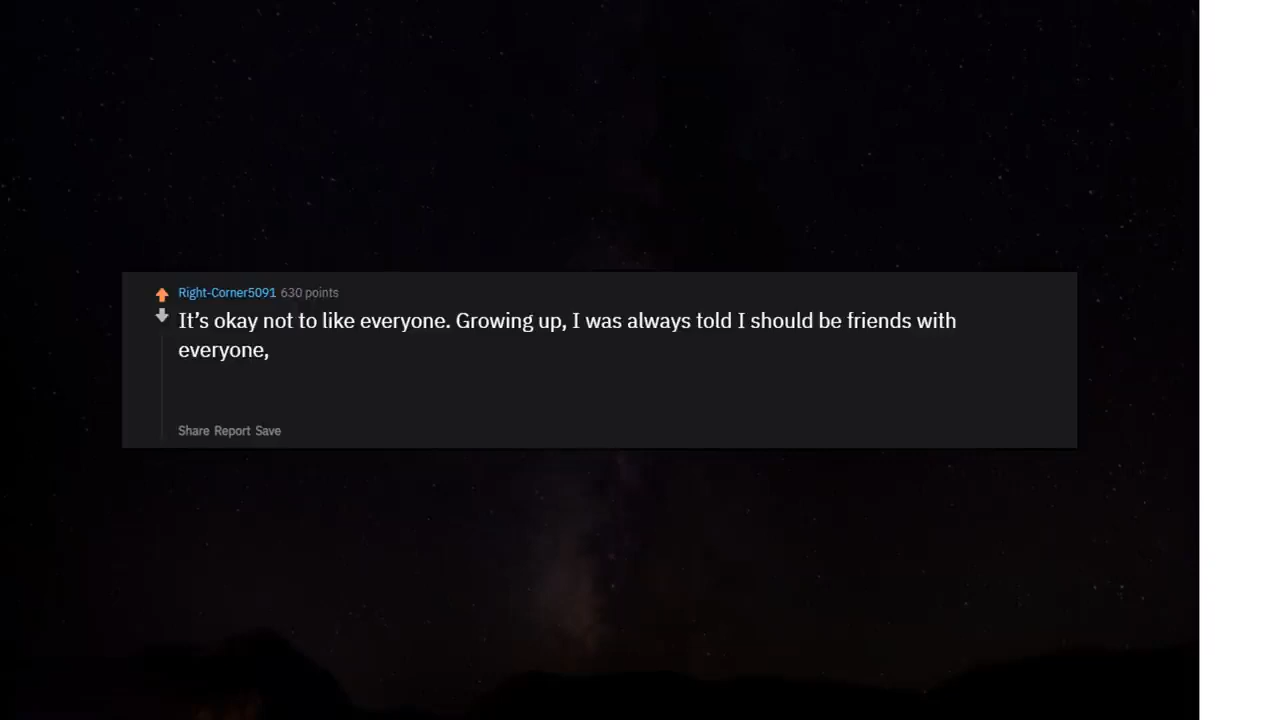 Right-Corner5091 630 points
It’s okay not to like everyone. Growing up, I was always told I should be friends with
everyone,
Share Report Save